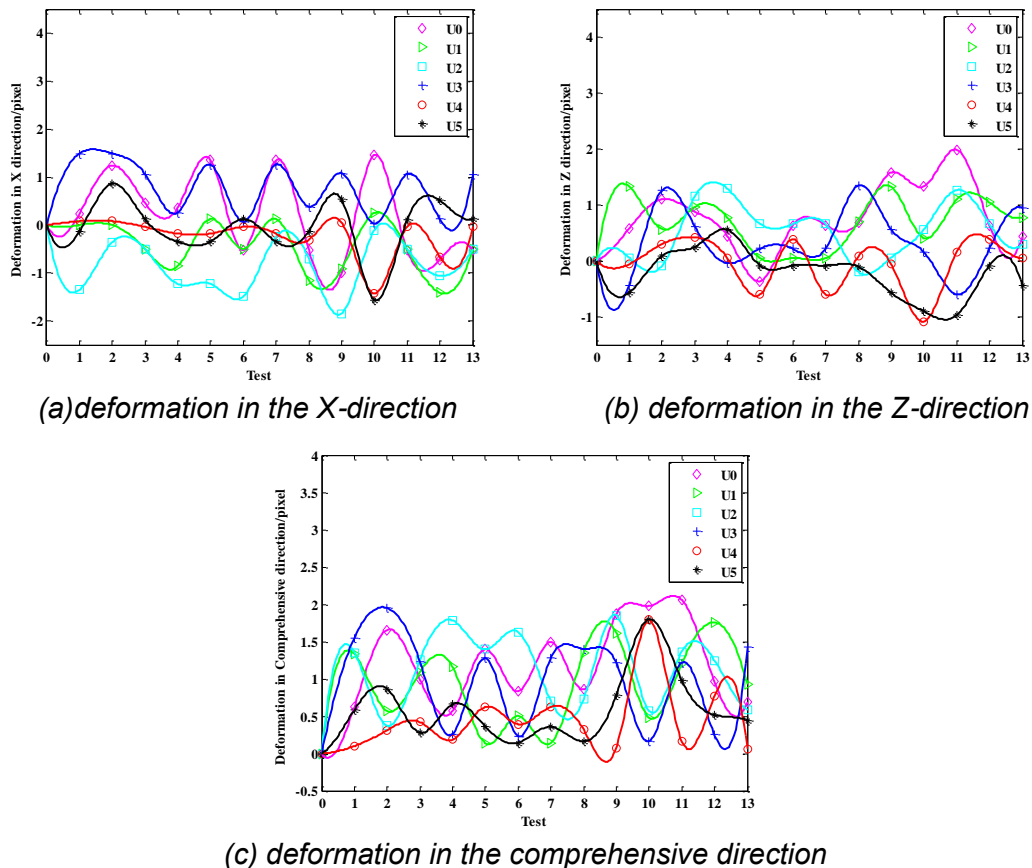 4
3
2
1
0
-1
-2
Deformation in X direction/pixel
U0
U1
U2
U3
U4
U5
0 1 2 3 4 5 6 7 8 9 10 11 12 13
Test
(a)deformation in the X-direction
4
3
2
1
0
-1
Deformation in Z direction/pixel
U0
U1
U2
U3
U4
U5
0 1 2 3 4 5 6 7 8 9 10 11 12 13
Test
(b) deformation in the Z-direction
4
3.5
3
2.5
2
1.5
1
0.5
0
-0.5
Deformation in Comprehensive direction/pixel
U0
U1
U2
U3
U4
U5
0 1 2 3 4 5 6 7 8 9 10 11 12 13
Test
(c) deformation in the comprehensive direction